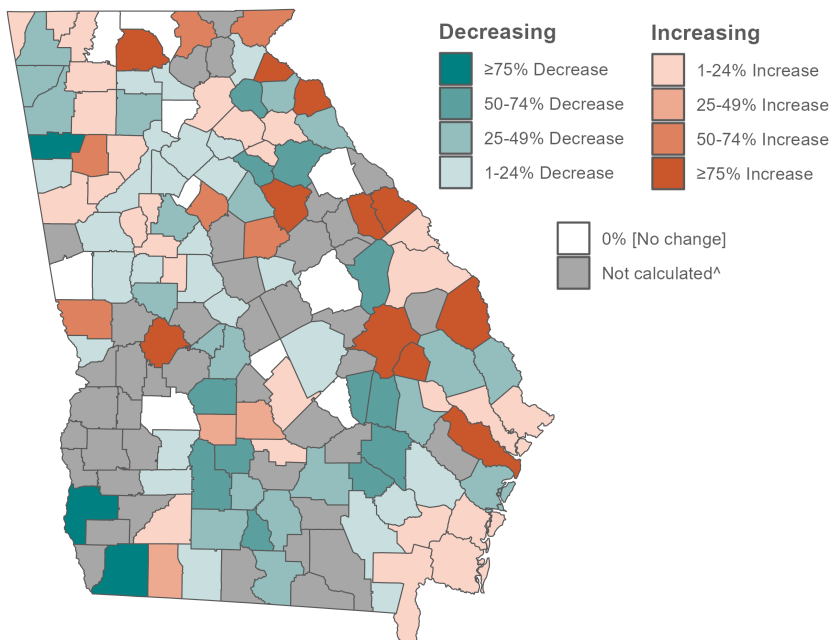 Decreasing
≥75% Decrease
50-74% Decrease
25-49% Decrease
1-24% Decrease
Increasing
1-24% Increase
25-49% Increase
50-74% Increase
≥75% Increase
0% [No change]
Not calculated^